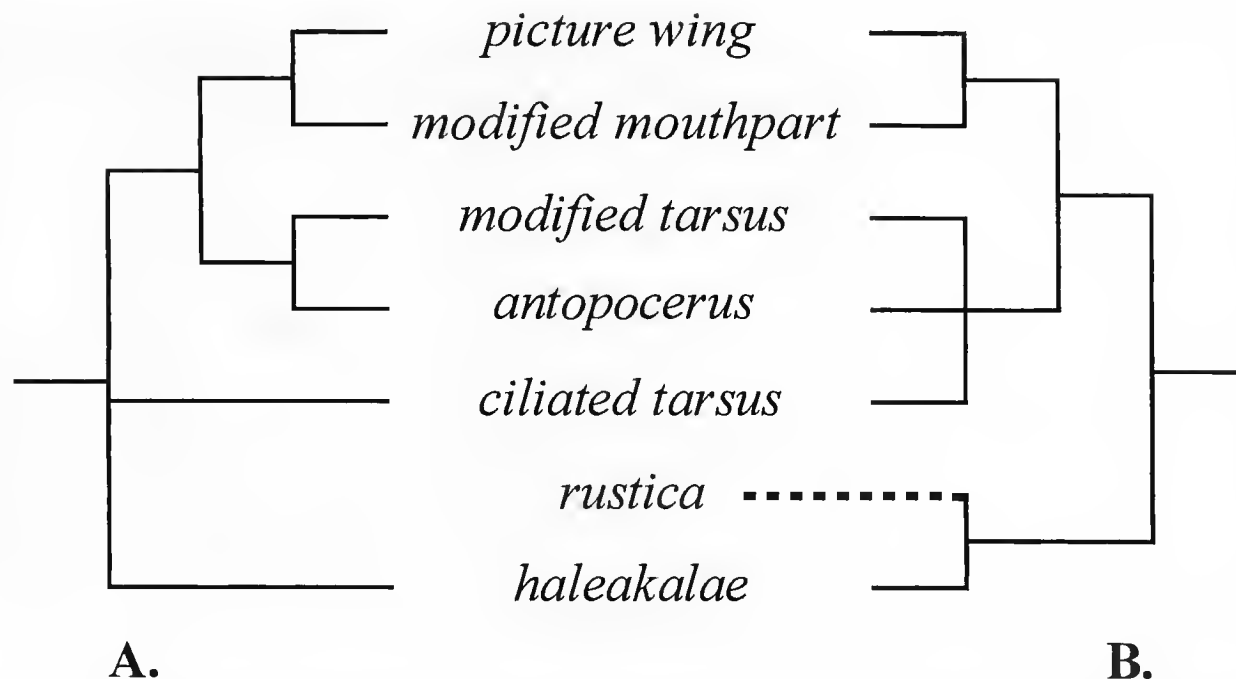 picture wing
modified mouthpart
modified tarsus
antopocerus
ciliated tarsus
rustica
haleakalae
A.
B.